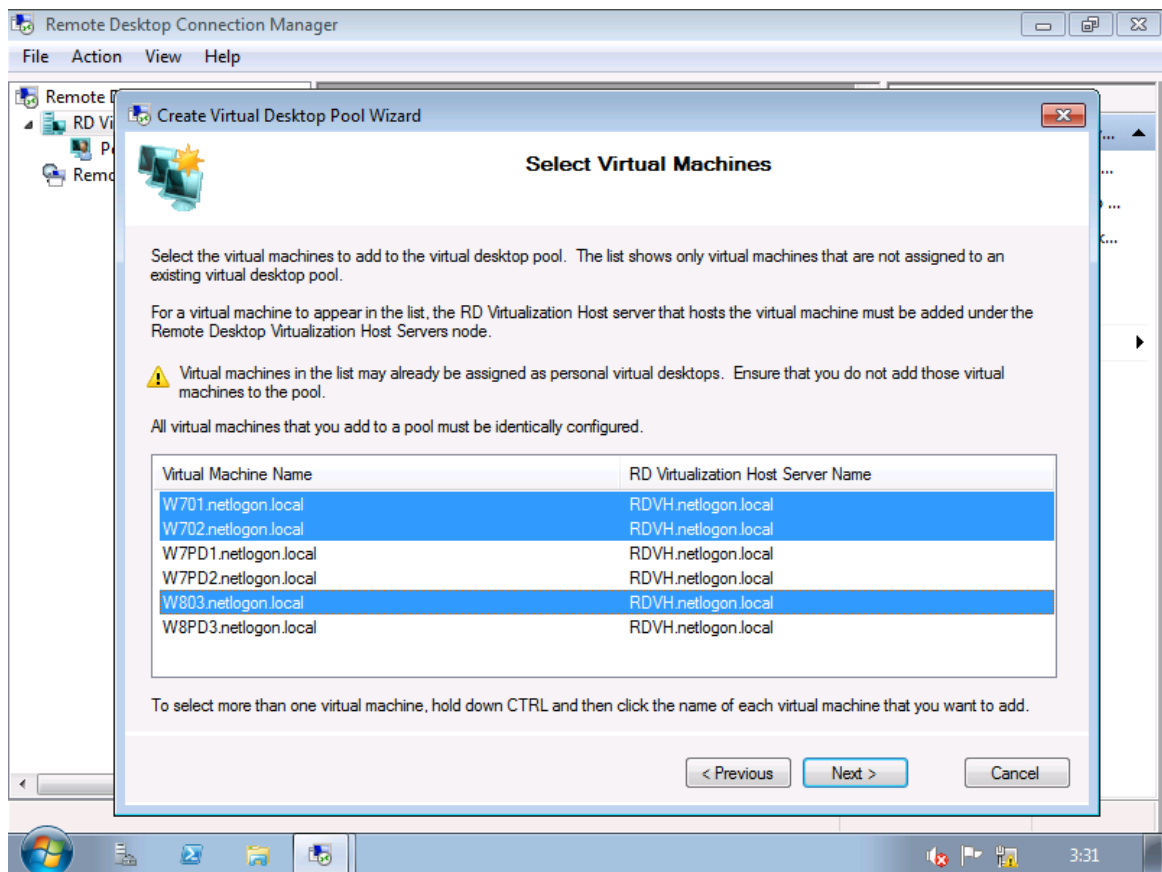 Remote Desktop Connection Manager
File Action View Help
Remote
RD Vi
Remo
Create Virtual Desktop Pool Wizard
Select Virtual Machines
Select the virtual machines to add to the virtual desktop pool. The list shows only virtual machines that are not assigned to an
existing virtual desktop pool.
For a virtual machine to appear in the list, the RD Virtualization Host server that hosts the virtual machine must be added under the
Remote Desktop Virtualization Host Servers node.
Virtual machines in the list may already be assigned as personal virtual desktops. Ensure that you do not add those virtual
machines to the pool.
All virtual machines that you add to a pool must be identically configured.
Virtual Machine Name RD Virtualization Host Server Name
W701.netlogon.local RDVH.netlogon.local
W702.netlogon.local RDVH.netlogon.local
W7PD1.netlogon.local RDVH.netlogon.local
W7PD2.netlogon.local RDVH.netlogon.local
W803.netlogon.local RDVH.netlogon.local
W8PD3.netlogon.local RDVH.netlogon.local
To select more than one virtual machine, hold down CTRL and then click the name of each virtual machine that you want to add.
< Previous Next > Cancel
3:31